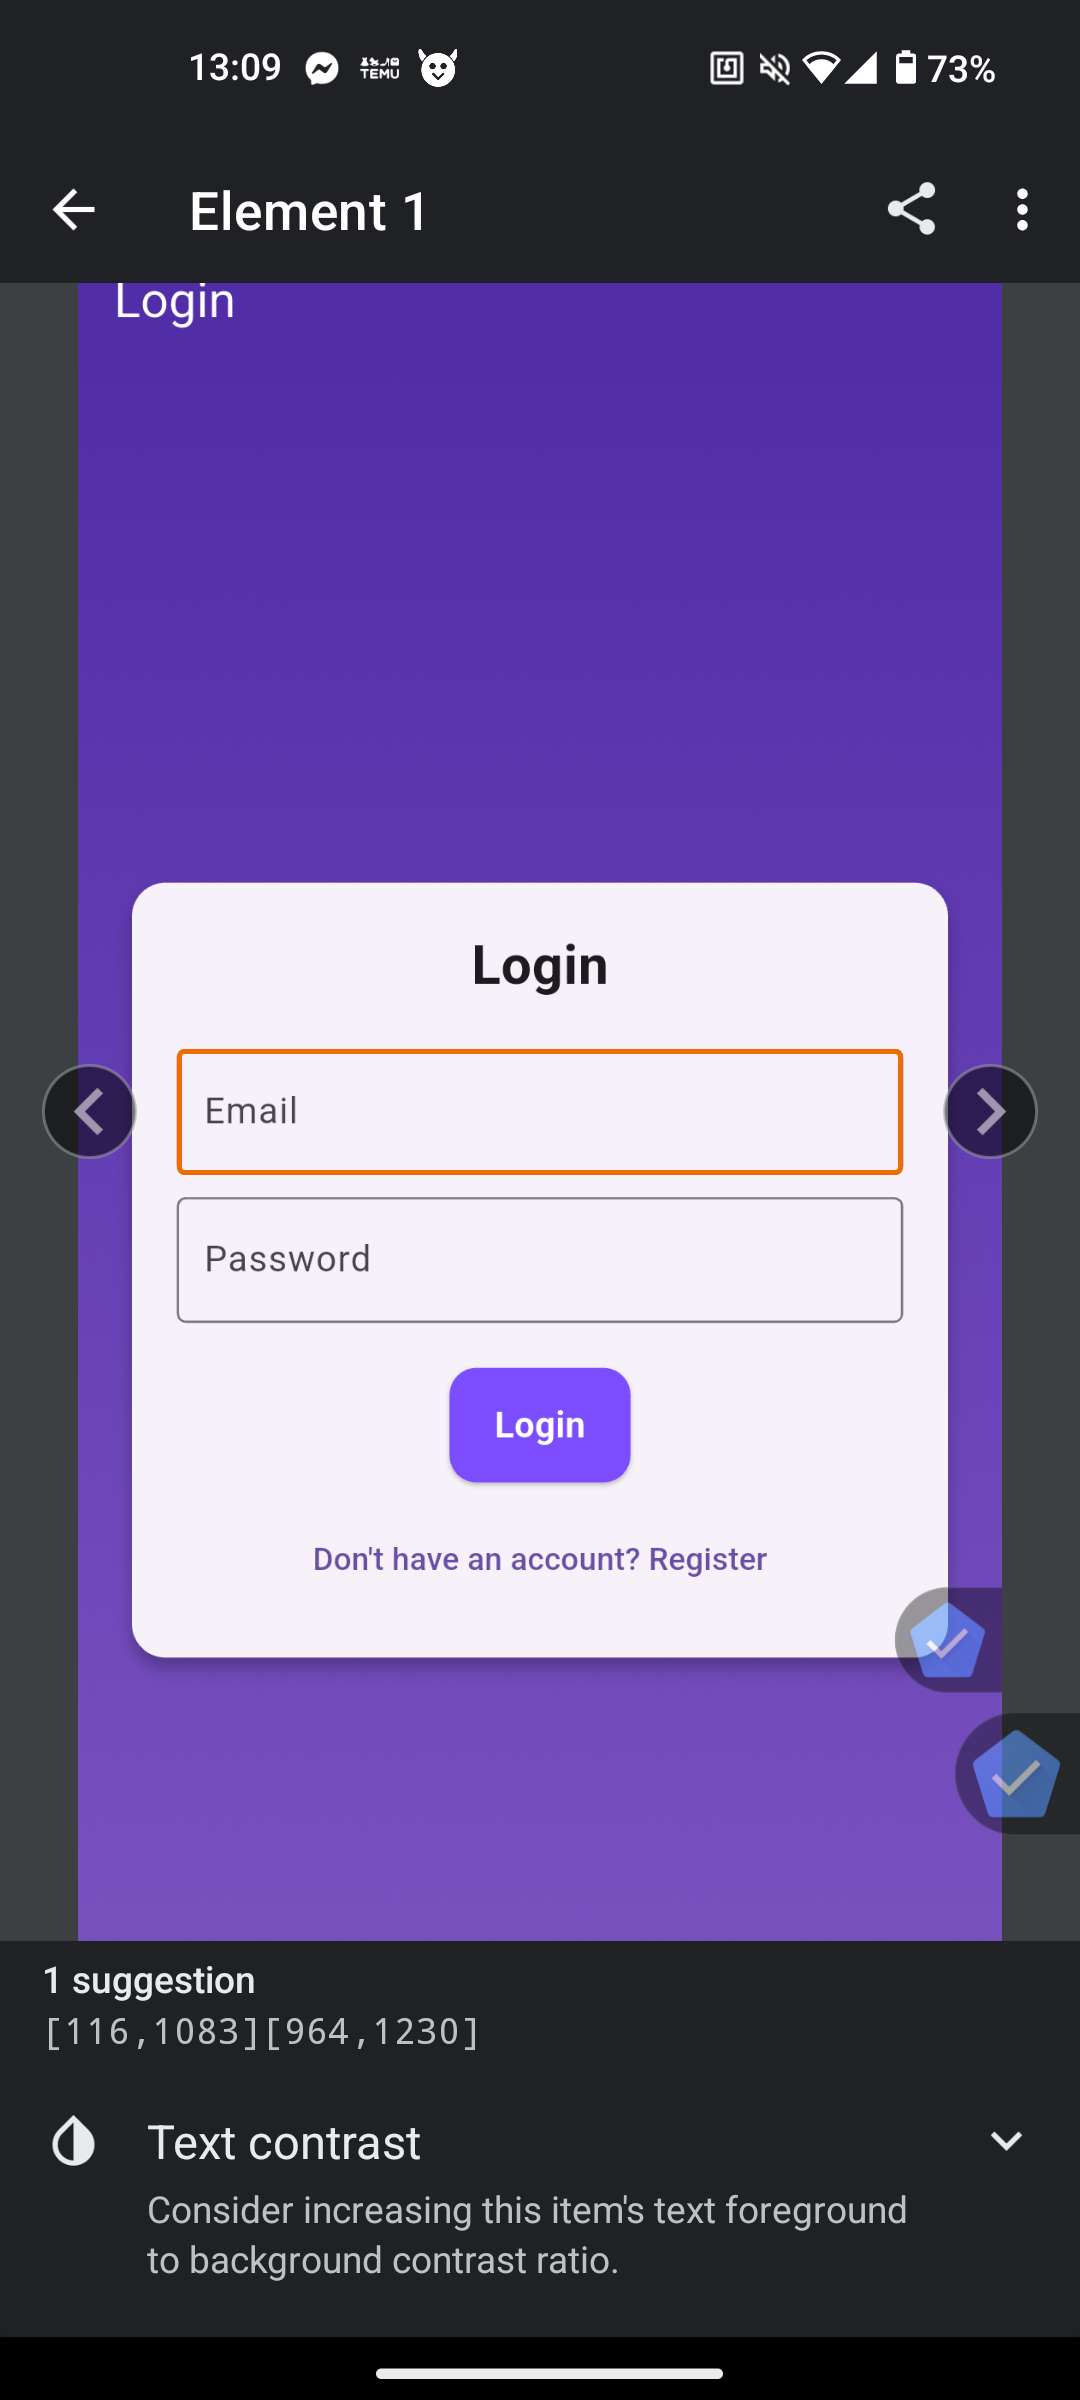 13:09 TEMU 73%
Element 1
Login
Login
Email
Password
Login
Don't have an account? Register
1 suggestion
[116,1083][964,1230]
Text contrast
Consider increasing this item's text foreground
to background contrast ratio.